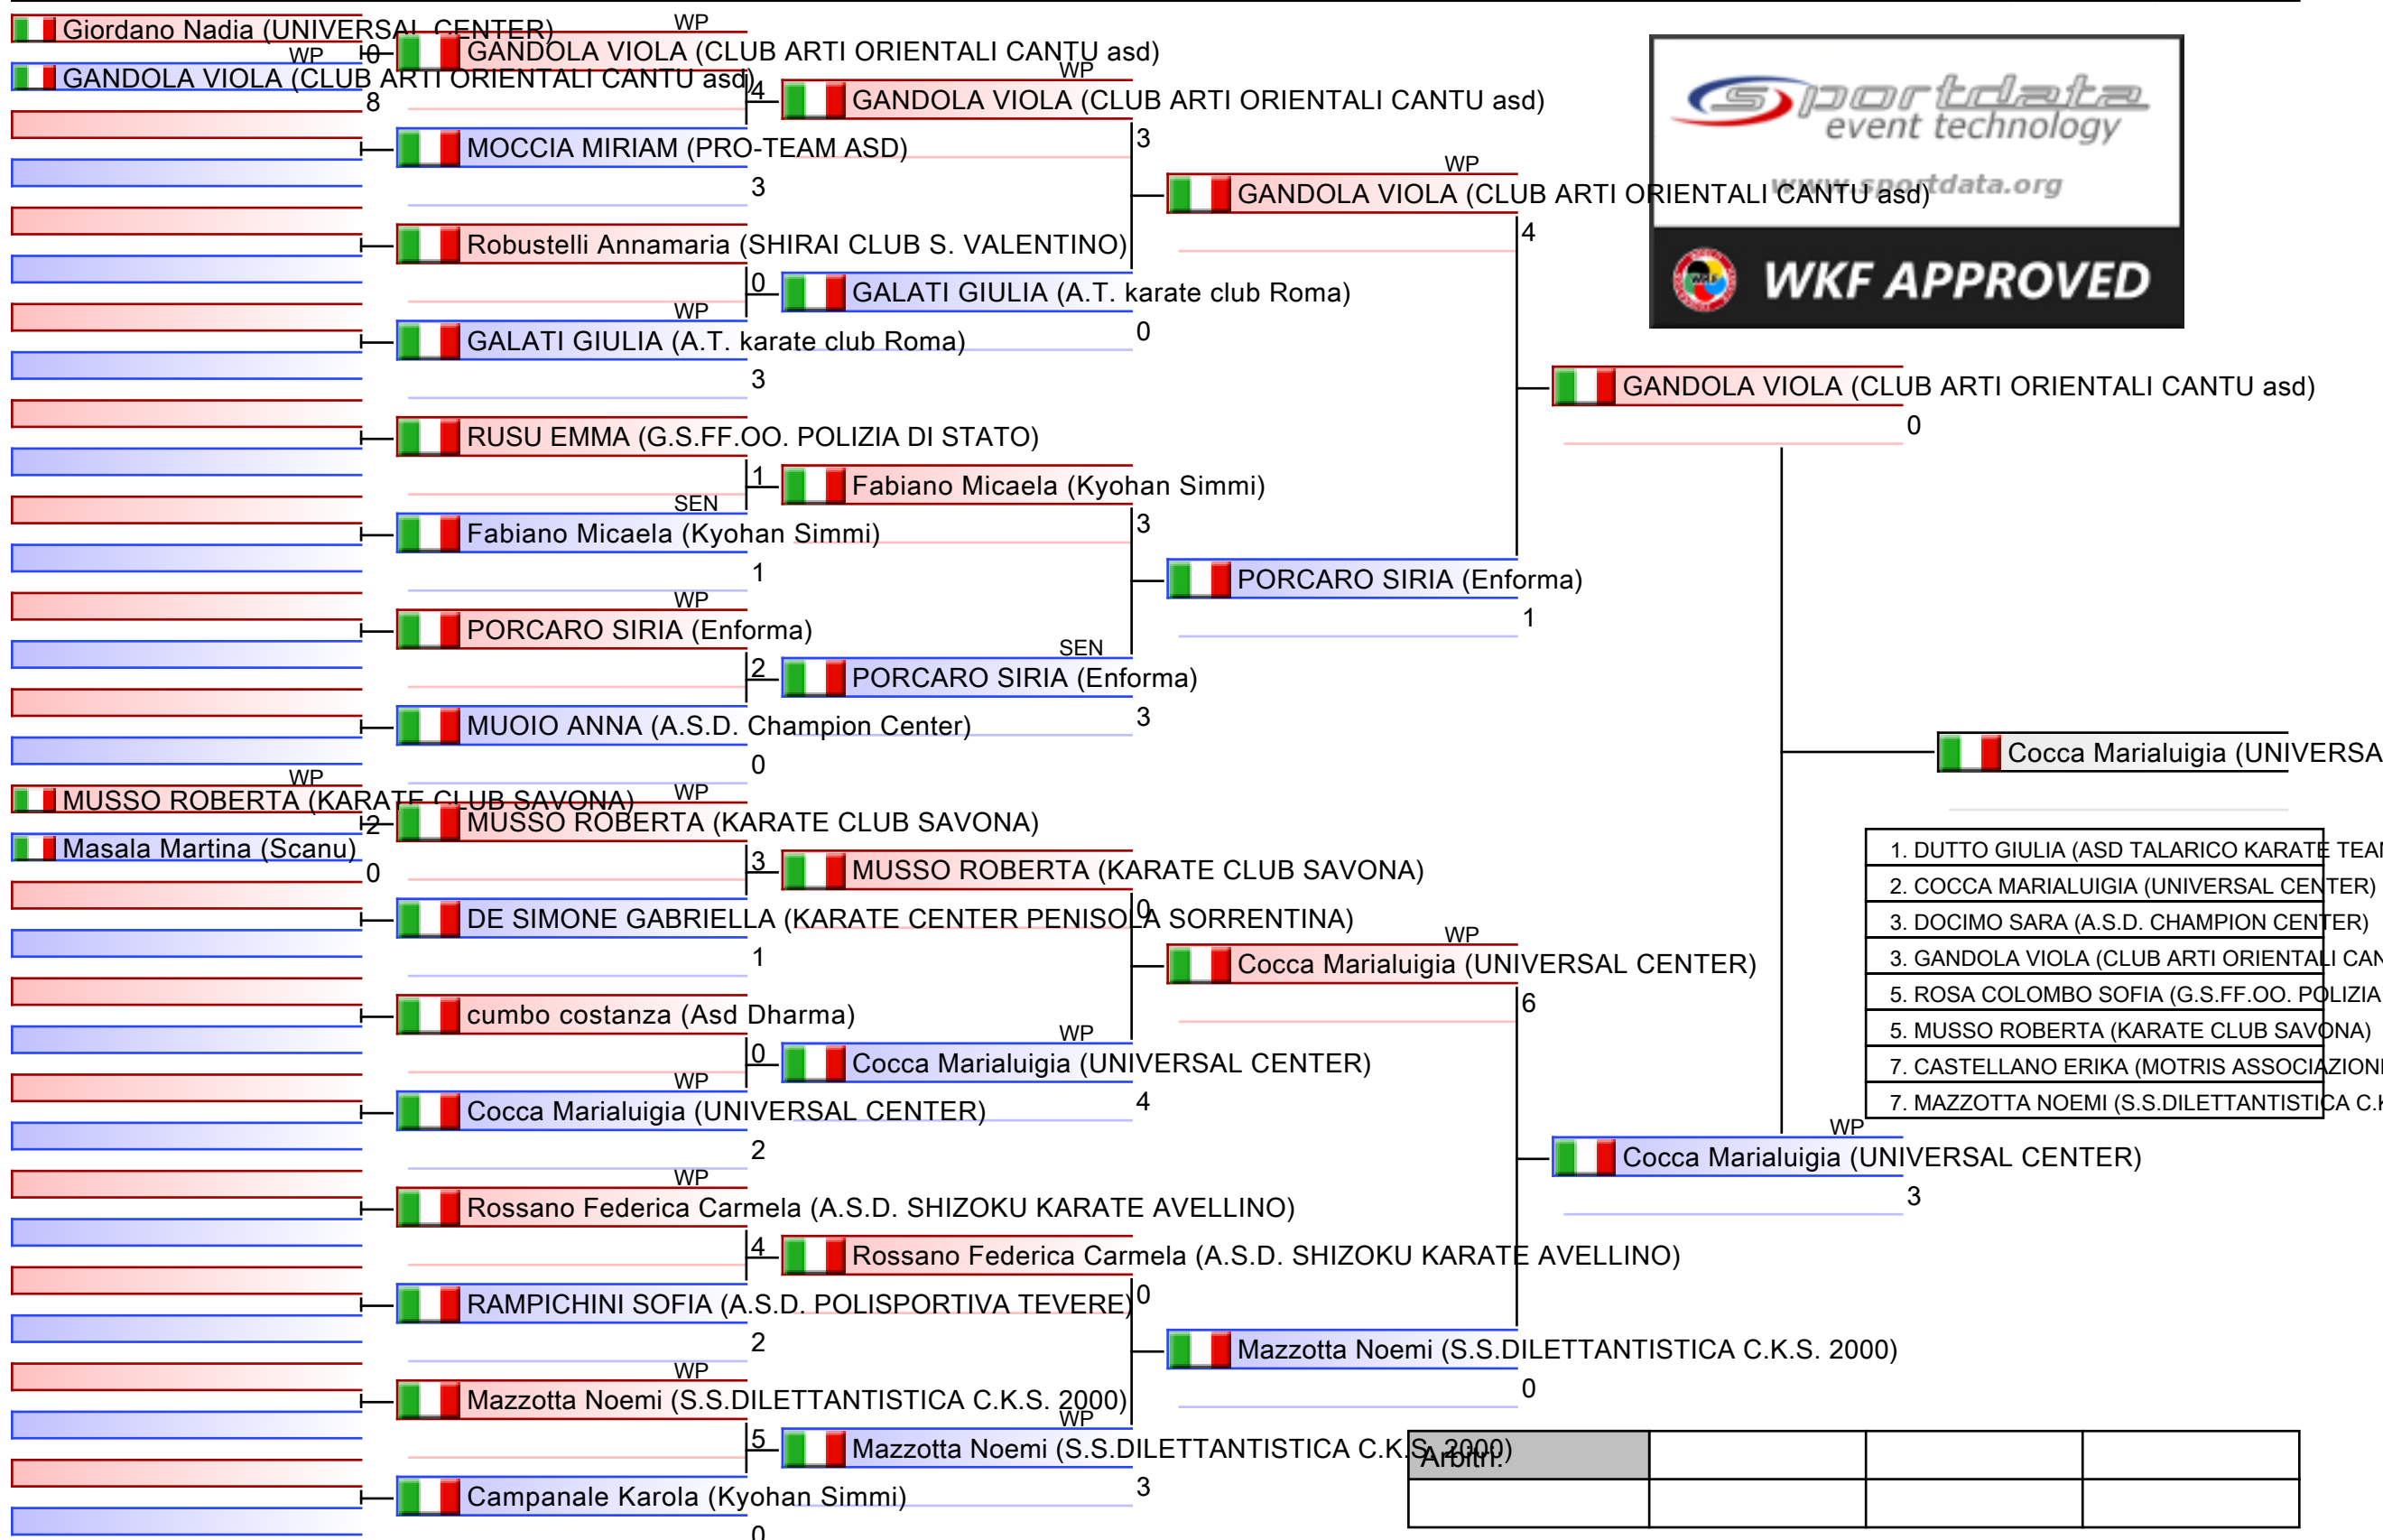 Giordano Nadia (UNIVERSAL CENTER)
0
WP
GANDOLA VIOLA (CLUB ARTI ORIENTALI CANTU asd)
8
MUSSO ROBERTA (KARATE CLUB SAVONA)
WP
2
Masala Martina (Scanu)
0
WP
GANDOLA VIOLA (CLUB ARTI ORIENTALI CANTU asd)
4
MOCCIA MIRIAM (PRO-TEAM ASD)
3
Robustelli Annamaria (SHIRAI CLUB S. VALENTINO)
0
WP
GALATI GIULIA (A.T. karate club Roma)
3
RUSU EMMA (G.S.FF.OO. POLIZIA DI STATO)
1
SEN
Fabiano Micaela (Kyohan Simmi)
1
WP
PORCARO SIRIA (Enforma)
2
MUOIO ANNA (A.S.D. Champion Center)
0
WP
MUSSO ROBERTA (KARATE CLUB SAVONA)
3
DE SIMONE GABRIELLA (KARATE CENTER PENISOLA SORRENTINA)
1
cumbo costanza (Asd Dharma)
0
WP
Cocca Marialuigia (UNIVERSAL CENTER)
2
WP
Rossano Federica Carmela (A.S.D. SHIZOKU KARATE AVELLINO)
4
RAMPICHINI SOFIA (A.S.D. POLISPORTIVA TEVERE)
2
WP
Mazzotta Noemi (S.S.DILETTANTISTICA C.K.S. 2000)
5
Campanale Karola (Kyohan Simmi)
0
WP
GANDOLA VIOLA (CLUB ARTI ORIENTALI CANTU asd)
3
GALATI GIULIA (A.T. karate club Roma)
0
Fabiano Micaela (Kyohan Simmi)
3
SEN
PORCARO SIRIA (Enforma)
3
MUSSO ROBERTA (KARATE CLUB SAVONA)
0
WP
Cocca Marialuigia (UNIVERSAL CENTER)
4
Rossano Federica Carmela (A.S.D. SHIZOKU KARATE AVELLINO)
0
WP
Mazzotta Noemi (S.S.DILETTANTISTICA C.K.S. 2000)
3
WP
GANDOLA VIOLA (CLUB ARTI ORIENTALI CANTU asd)
4
PORCARO SIRIA (Enforma)
1
WP
Cocca Marialuigia (UNIVERSAL CENTER)
6
Mazzotta Noemi (S.S.DILETTANTISTICA C.K.S. 2000)
0
GANDOLA VIOLA (CLUB ARTI ORIENTALI CANTU asd)
0
WP
Cocca Marialuigia (UNIVERSAL CENTER)
3
sportdata
event technology
www.sportdata.org
WKF APPROVED
Cocca Marialuigia (UNIVERSA
1. DUTTO GIULIA (ASD TALARICO KARATE TEA
2. COCCA MARIALUIGIA (UNIVERSAL CENTER)
3. DOCIMO SARA (A.S.D. CHAMPION CENTER)
3. GANDOLA VIOLA (CLUB ARTI ORIENTALI CAN
5. ROSA COLOMBO SOFIA (G.S.FF.OO. POLIZIA
5. MUSSO ROBERTA (KARATE CLUB SAVONA)
7. CASTELLANO ERIKA (MOTRIS ASSOCIAZION
7. MAZZOTTA NOEMI (S.S.DILETTANTISTICA C.K
Arbitri: